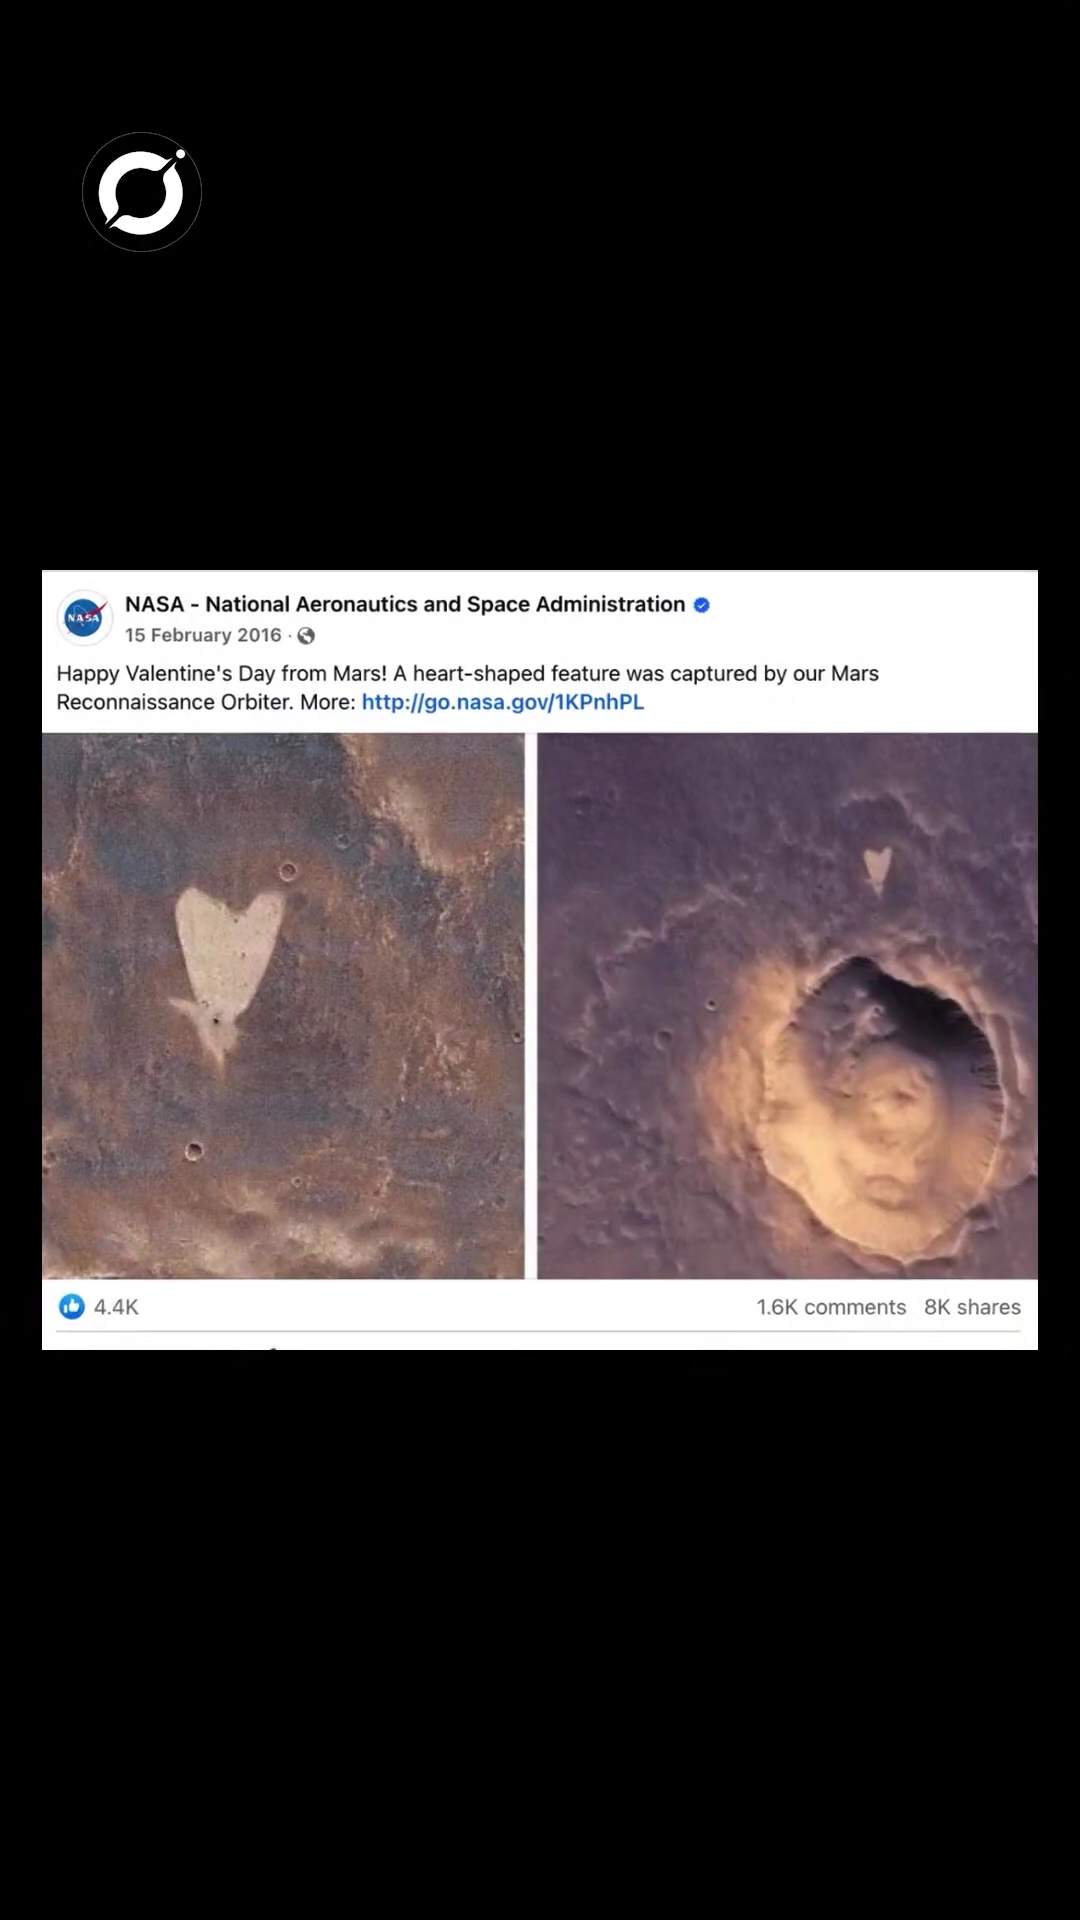 NASA
NASA - National Aeronautics and Space Administration
15 February 2016 ·
Happy Valentine's Day from Mars! A heart-shaped feature was captured by our Mars
Reconnaissance Orbiter. More: http://go.nasa.gov/1KPnhPL
4.4K
1.6K comments 8K shares